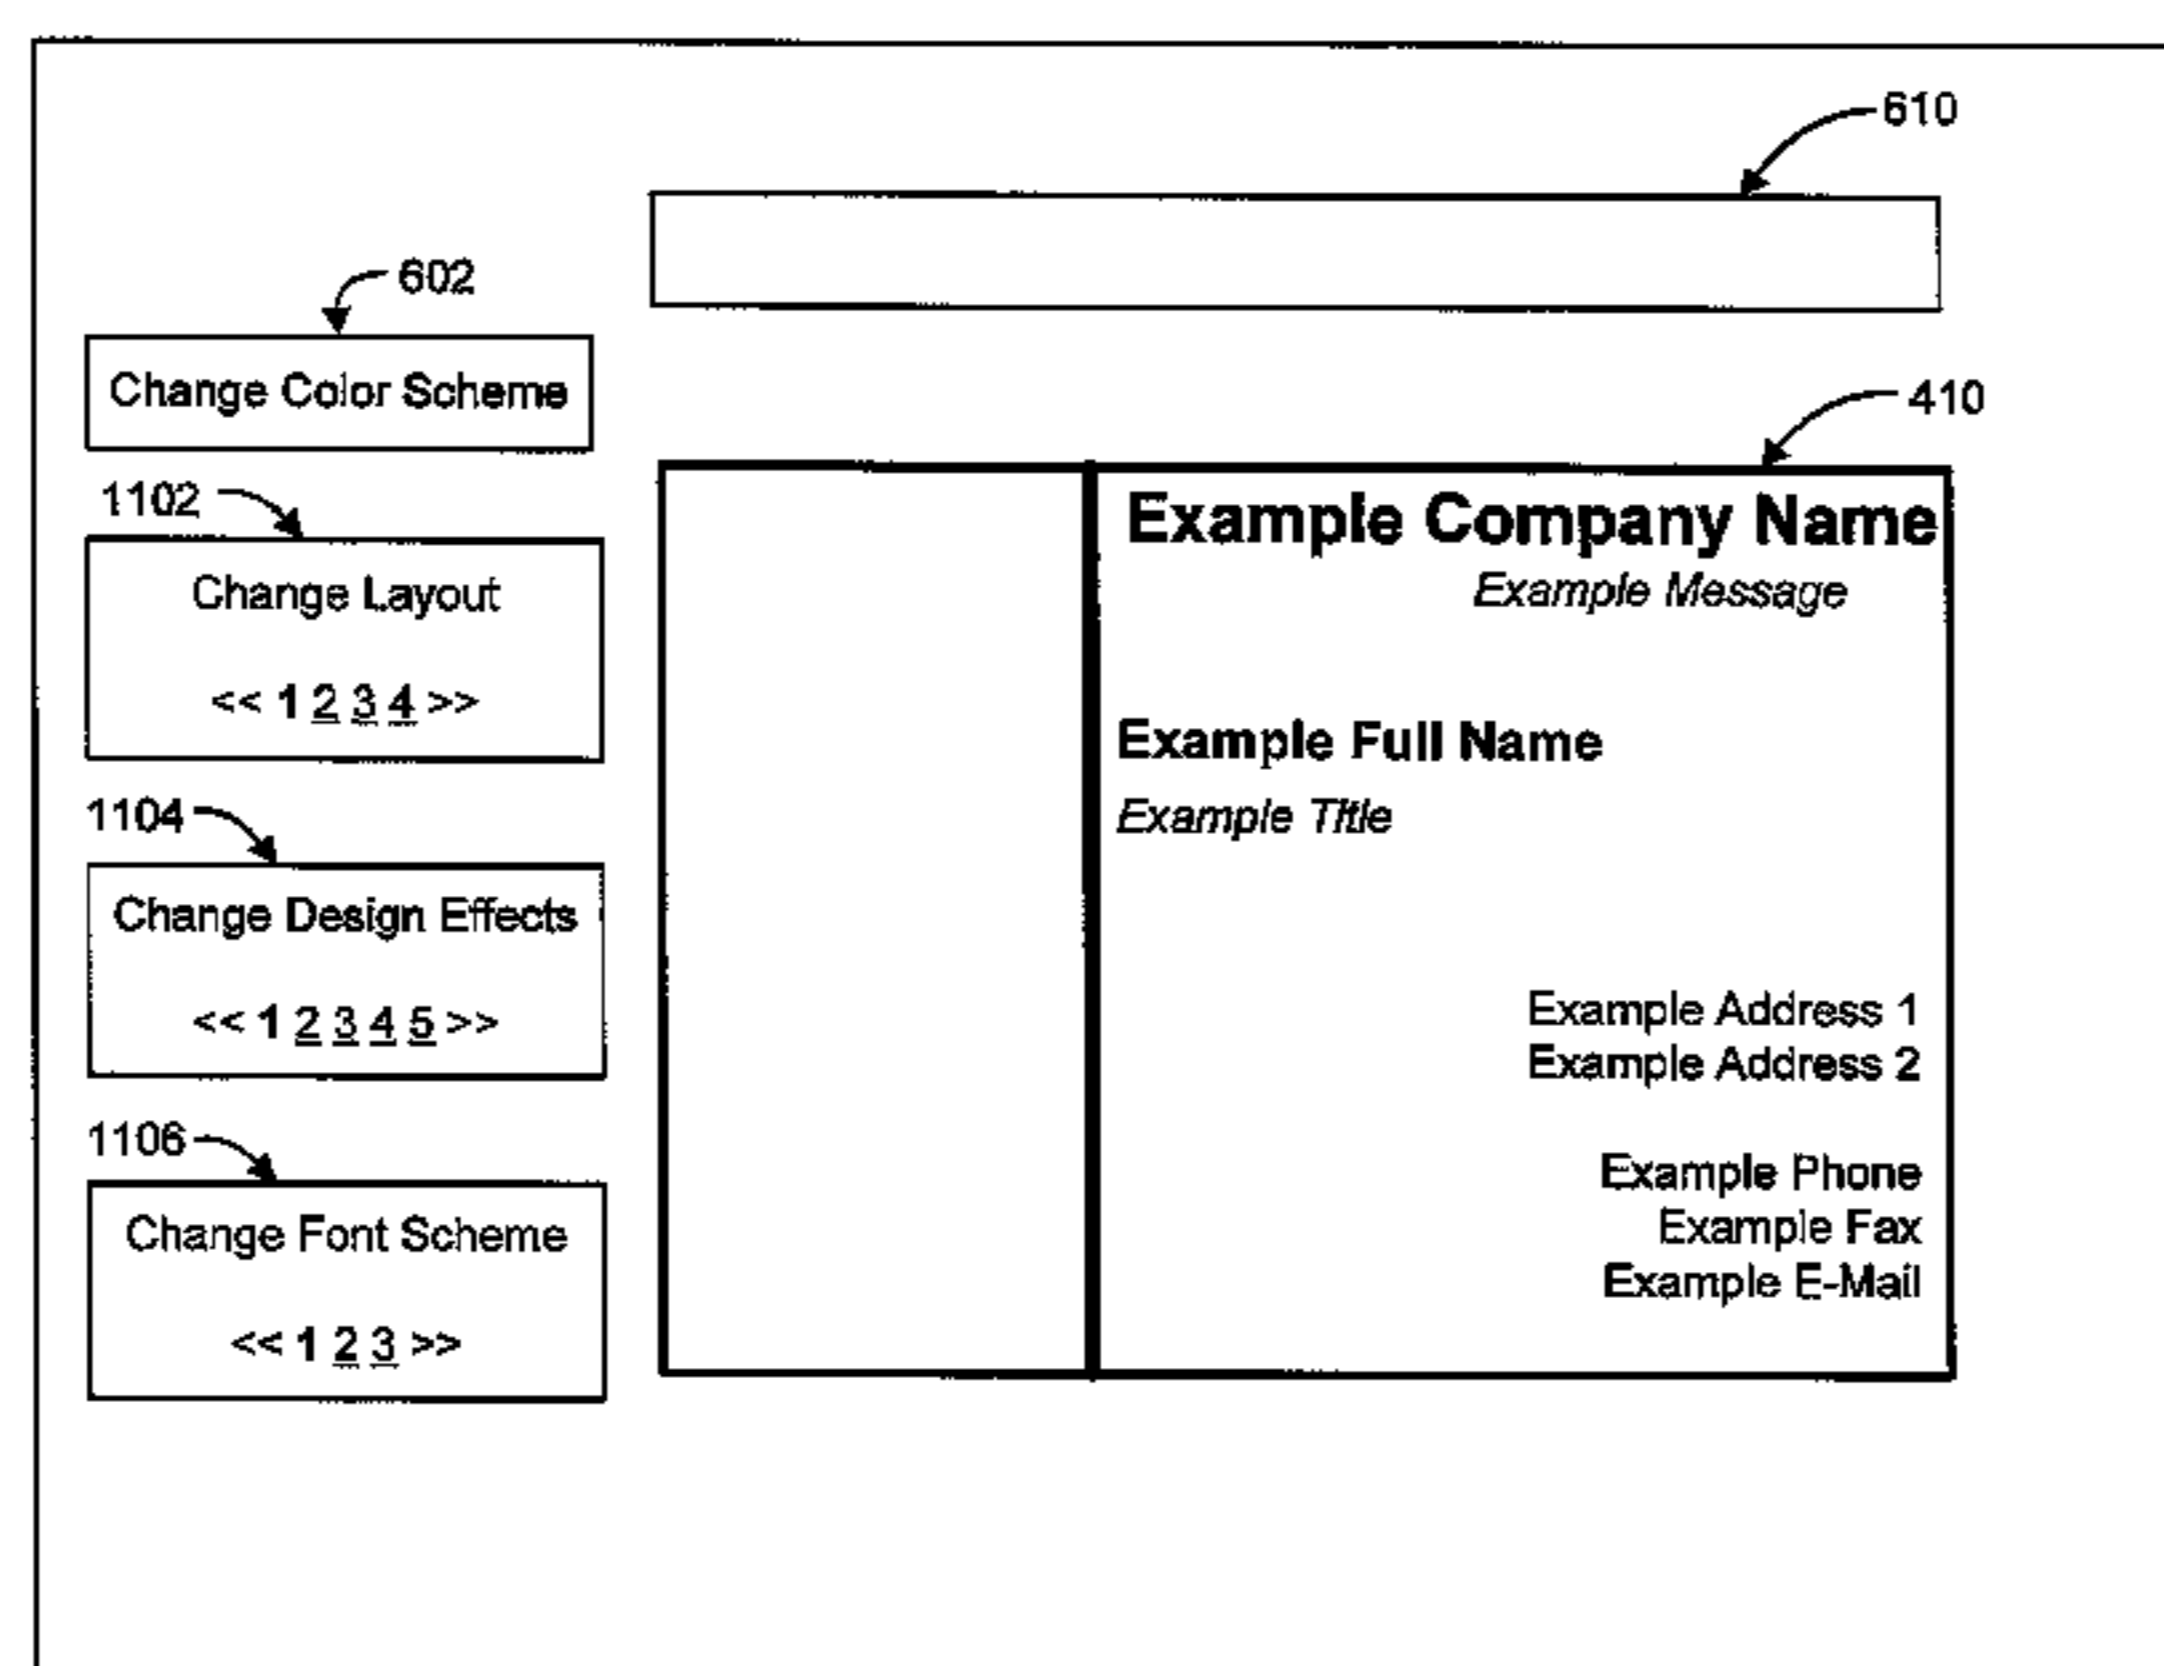 610
602
Change Color Scheme
410
1102
Change Layout
<< 1 2 3 4 >>
1104
Change Design Effects
<< 1 2 3 4 5 >>
1106
Change Font Scheme
<< 1 2 3 >>
Example Company Name
Example Message
Example Full Name
Example Title
Example Address 1
Example Address 2
Example Phone
Example Fax
Example E-Mail